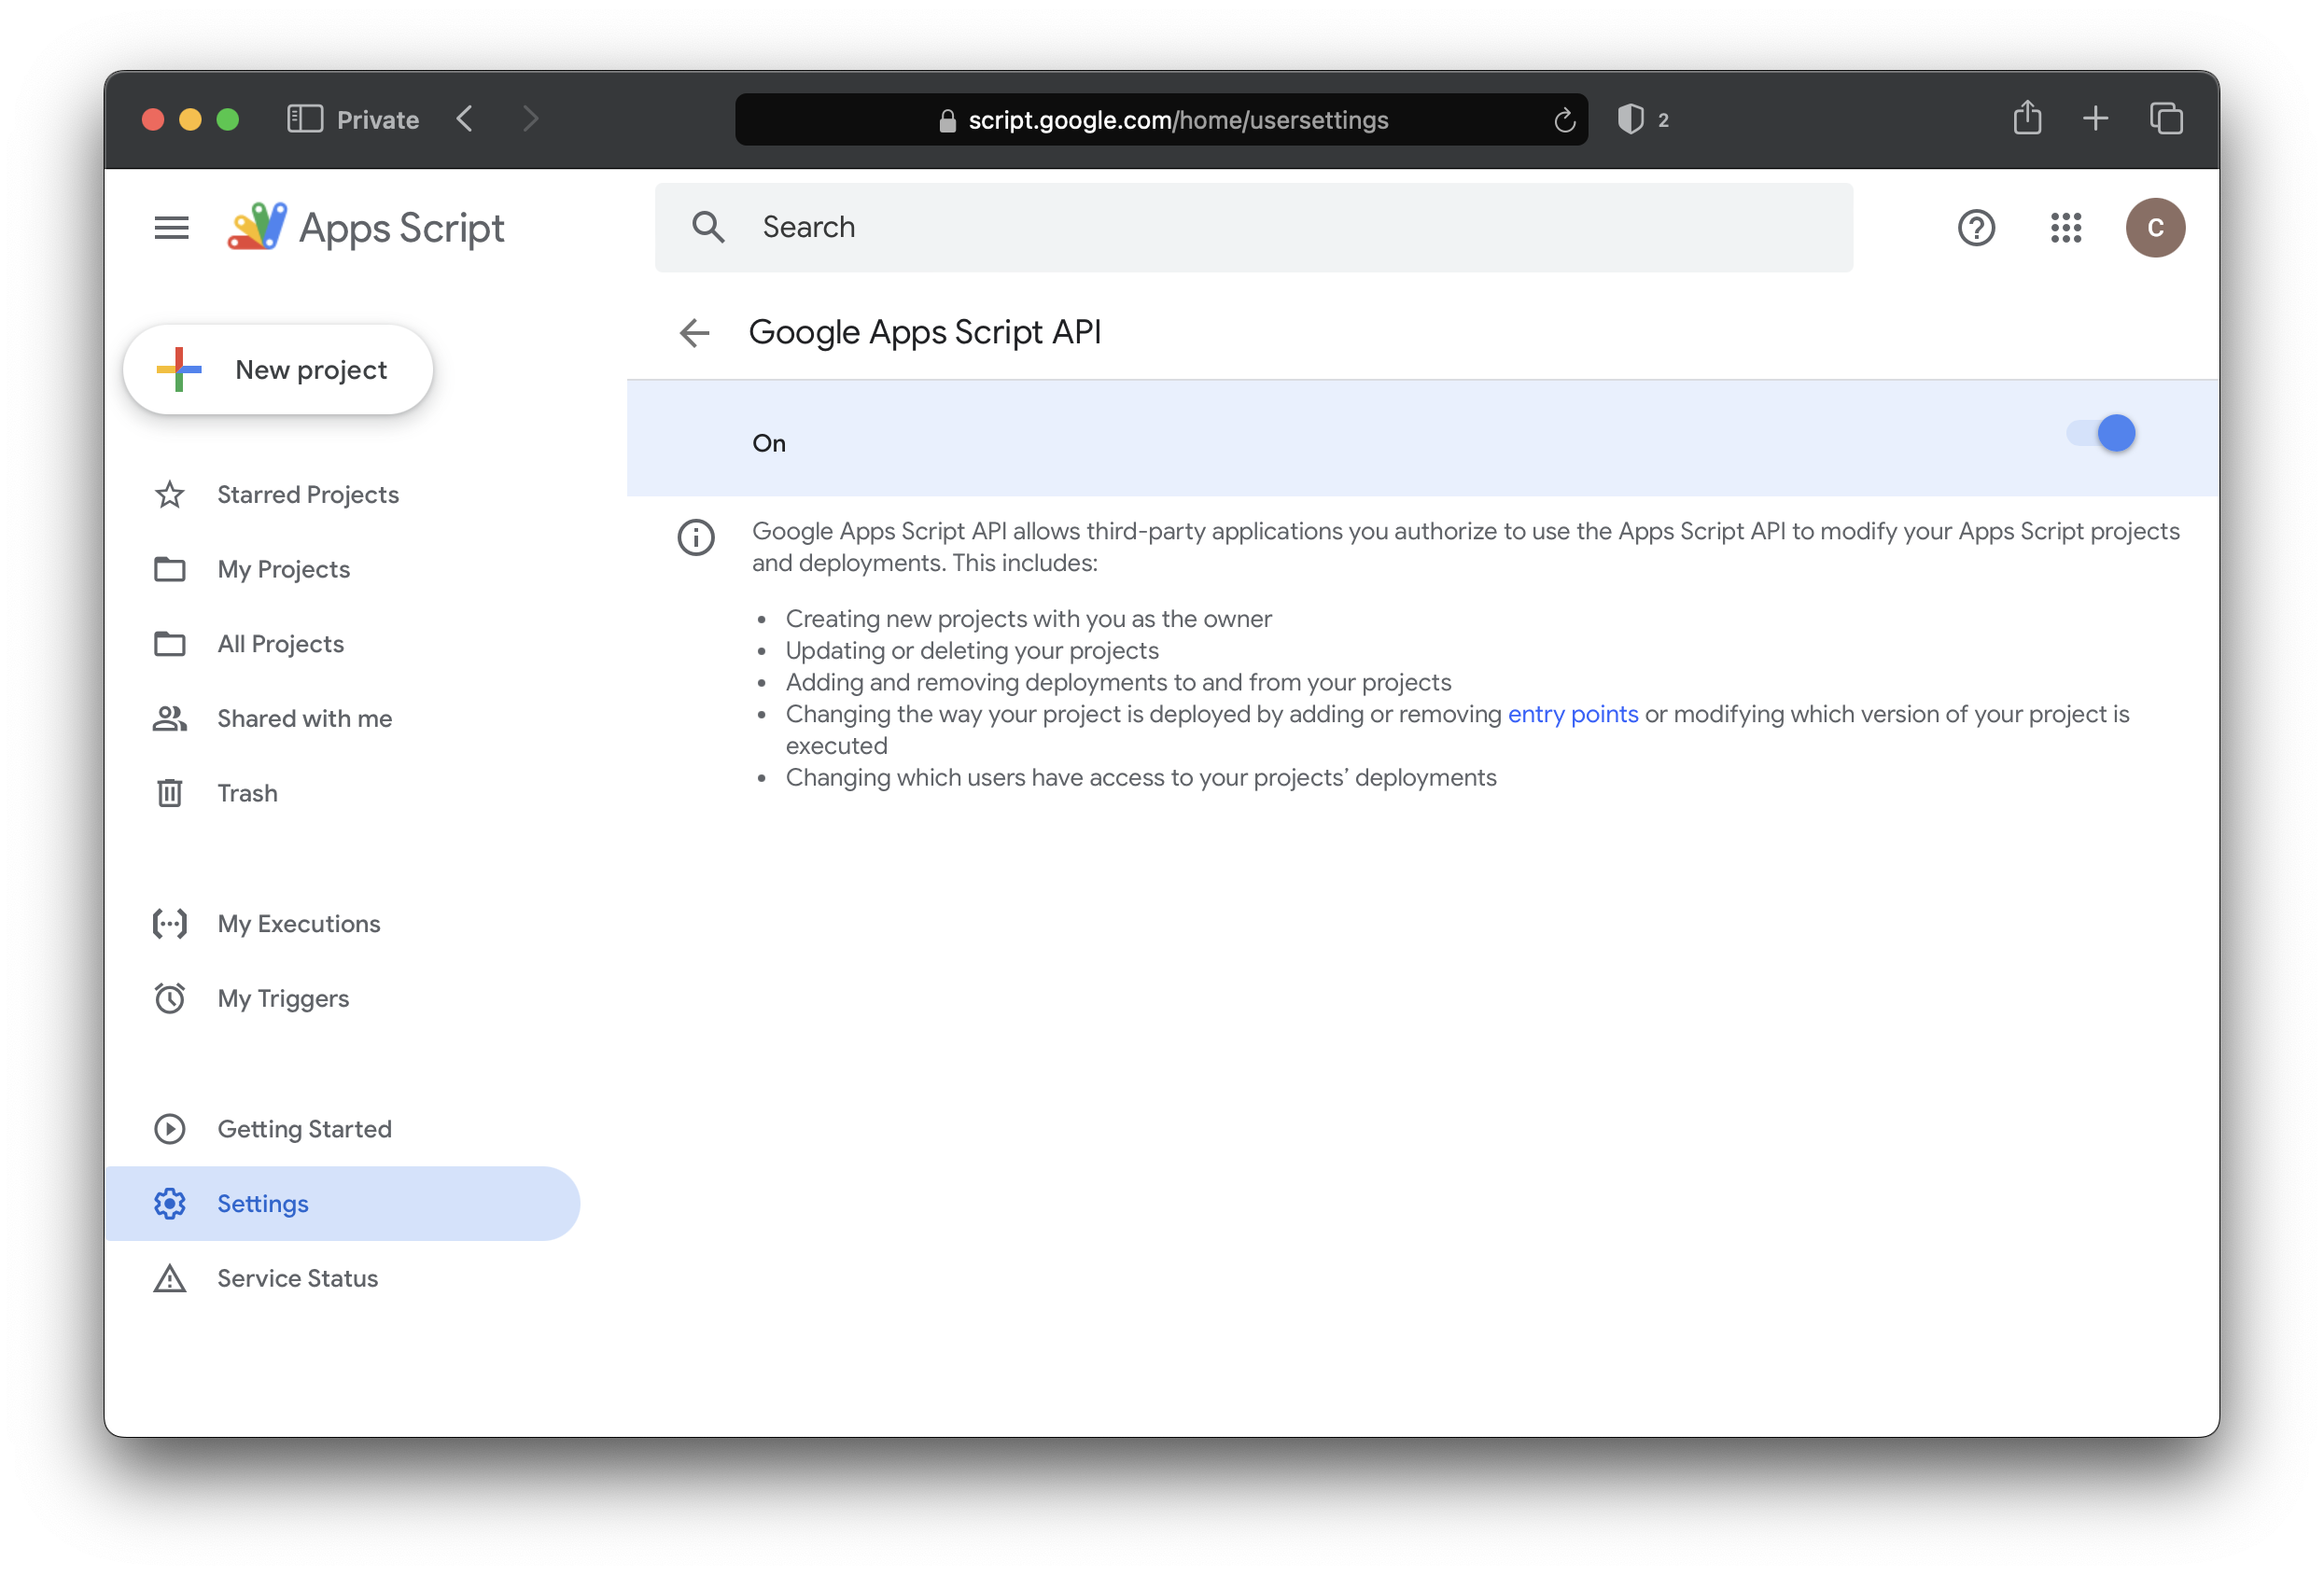 Private
script.google.com/home/usersettings
2
Apps Script
Search
C
New project
Starred Projects
My Projects
All Projects
Shared with me
Trash
My Executions
My Triggers
Getting Started
Settings
Service Status
Google Apps Script API
On
Google Apps Script API allows third-party applications you authorize to use the Apps Script API to modify your Apps Script projects
and deployments. This includes:
• Creating new projects with you as the owner
• Updating or deleting your projects
• Adding and removing deployments to and from your projects
• Changing the way your project is deployed by adding or removing entry points or modifying which version of your project is
executed
• Changing which users have access to your projects’ deployments